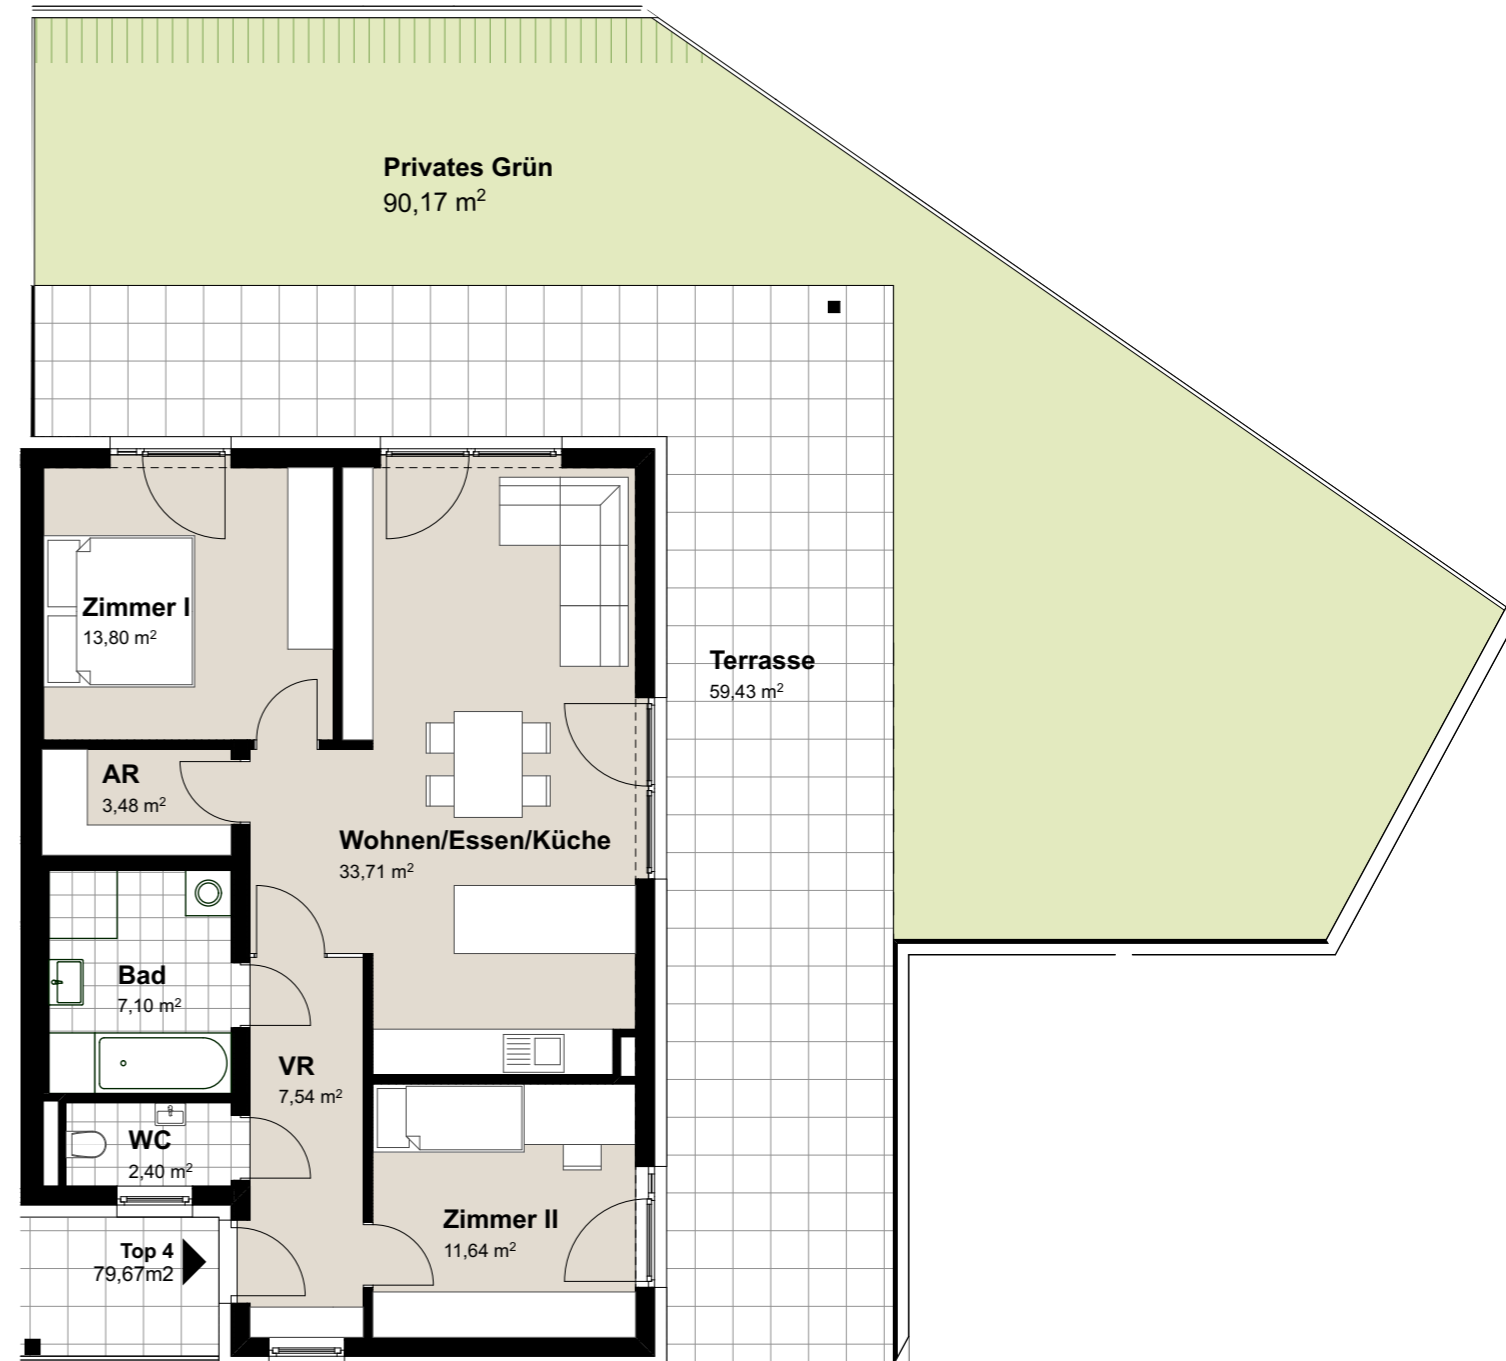 Privates Grün
90,17 m²
Zimmer I
13,80 m²
Terrasse
59,43 m²
AR
3,48 m²
Wohnen/Essen/Küche
33,71 m²
Bad
7,10 m²
VR
7,54 m²
WC
2,40 m²
Zimmer II
11,64 m²
Top 4
79,67m2